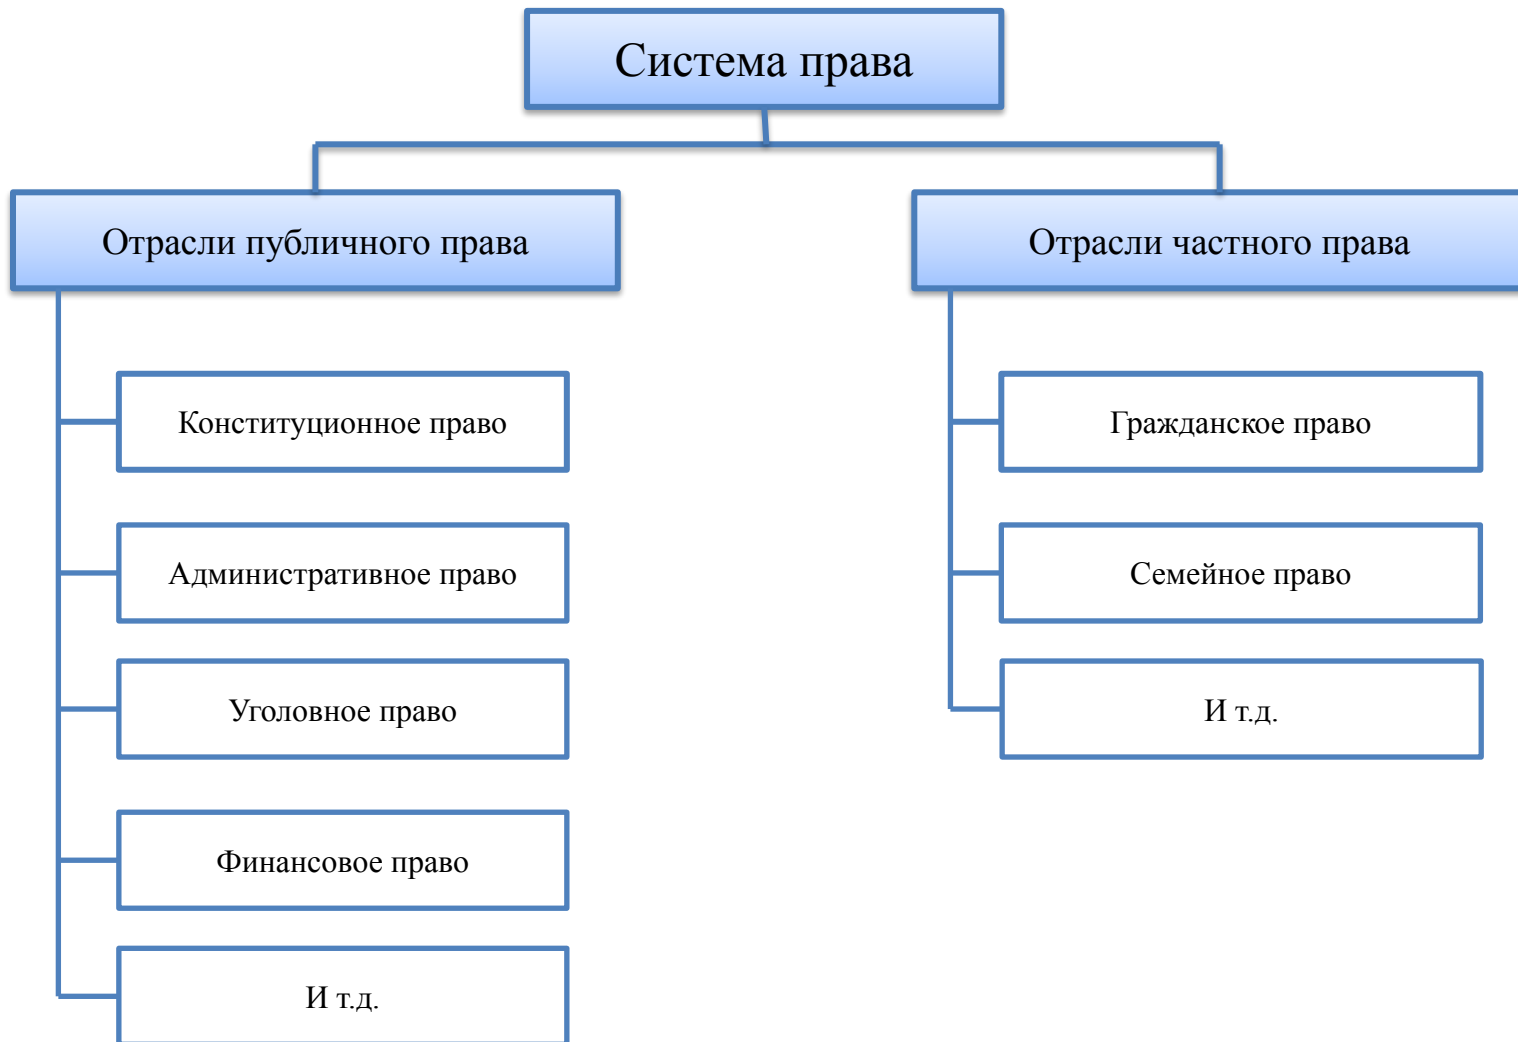 Система права
Отрасли публичного права
Отрасли частного права
Конституционное право
Гражданское право
Административное право
Семейное право
Уголовное право
И т.д.
Финансовое право
И т.д.